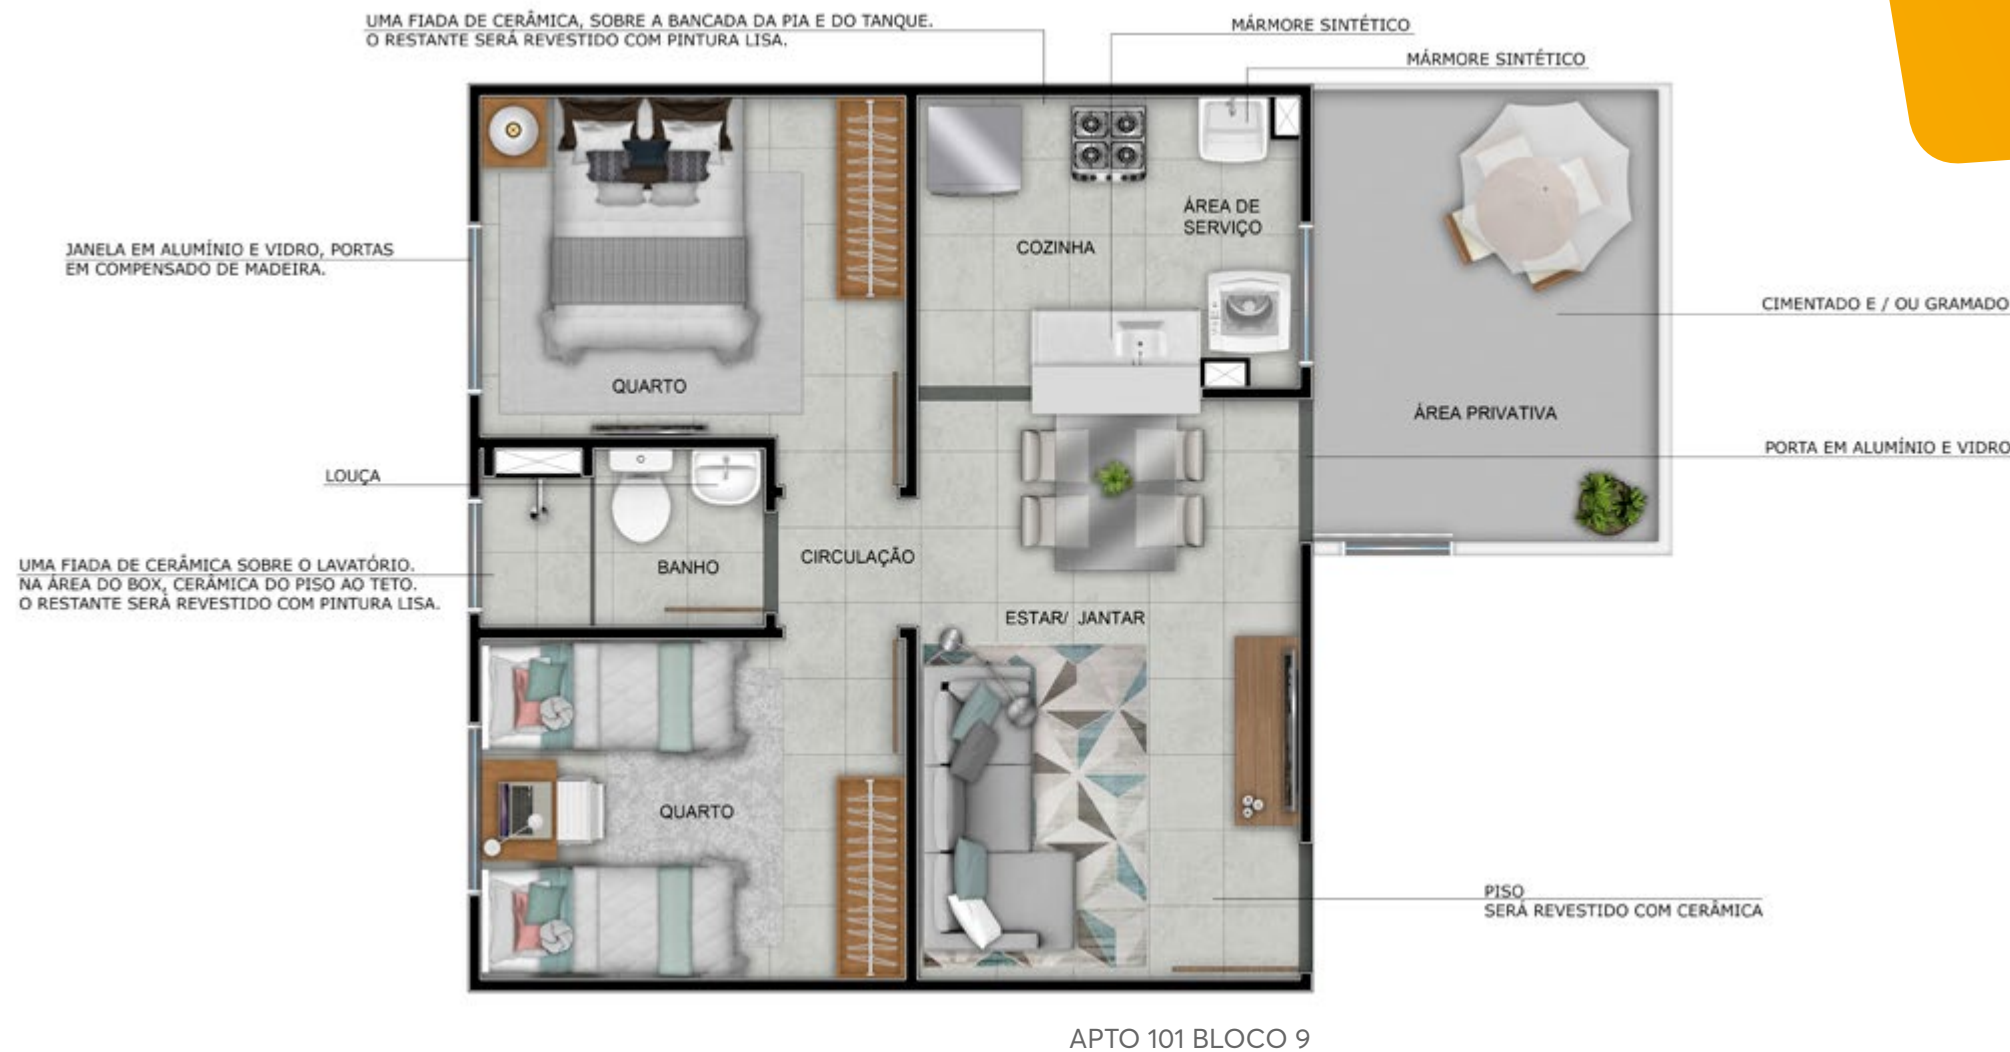 UMA FIADA DE CERÂMICA, SOBRE A BANCADA DA PIA E DO TANQUE.
O RESTANTE SERÁ REVESTIDO COM PINTURA LISA.
MÁRMORE SINTÉTICO
MÁRMORE SINTÉTICO
JANELA EM ALUMÍNIO E VIDRO, PORTAS
EM COMPENSADO DE MADEIRA.
ÁREA DE
SERVIÇO
COZINHA
CIMENTADO E / OU GRAMADO
QUARTO
ÁREA PRIVATIVA
PORTA EM ALUMÍNIO E VIDRO
LOUÇA
UMA FIADA DE CERÂMICA SOBRE O LAVATÓRIO.
NA ÁREA DO BOX, CERÂMICA DO PISO AO TETO.
O RESTANTE SERÁ REVESTIDO COM PINTURA LISA.
BANHO
CIRCULAÇÃO
ESTAR/ JANTAR
QUARTO
PISO
SERÁ REVESTIDO COM CERÂMICA
APTO 101 BLOCO 9